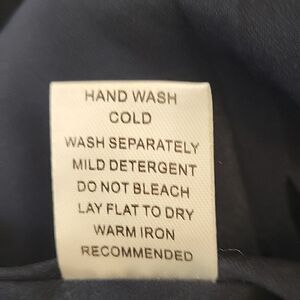 HAND WASH
COLD
WASH SEPARATELY
MILD DETERGENT
DO NOT BLEACH
LAY FLAT TO DRY
WARM IRON
RECOMMENDED